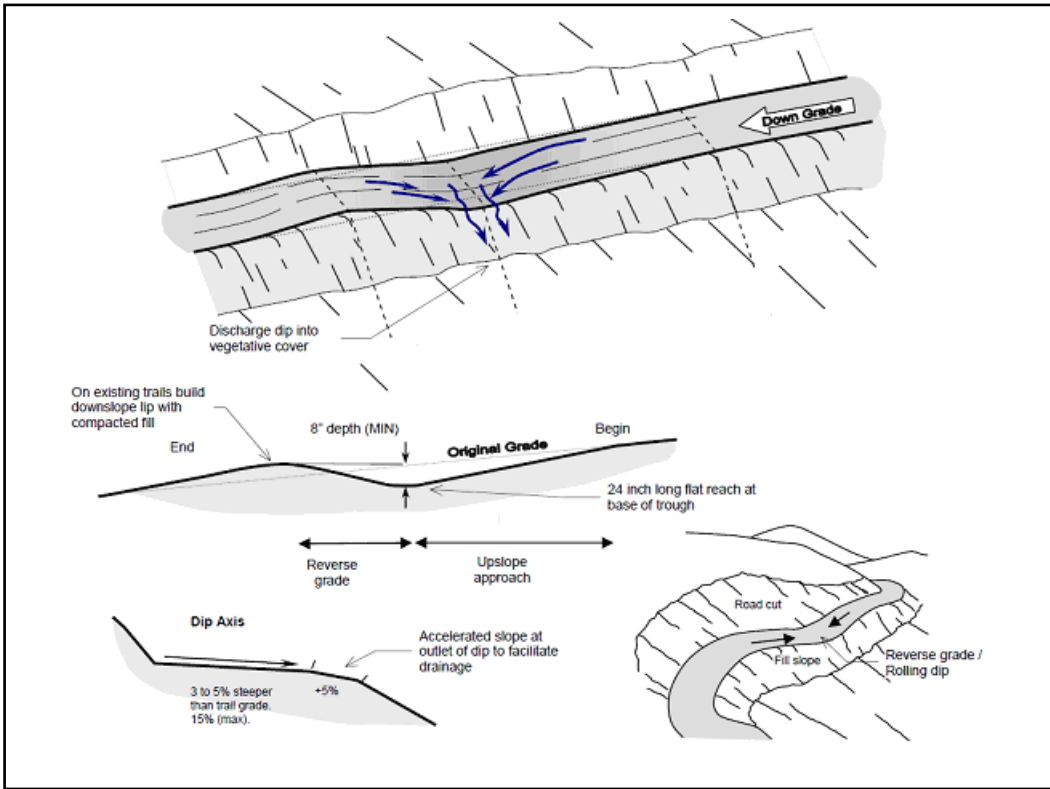 Down Grade
Discharge dip into
vegetative cover
On existing trails build
downslope lip with
compacted fill
End
8" depth (MIN)
Original Grade
Begin
24 inch long flat reach at
base of trough
Reverse
grade
Upslope
approach
Dip Axis
Accelerated slope at
outlet of dip to facilitate
drainage
3 to 5% steeper
than trail grade.
15% (max).
+5%
Road cut
Fill slope
Reverse grade /
Rolling dip